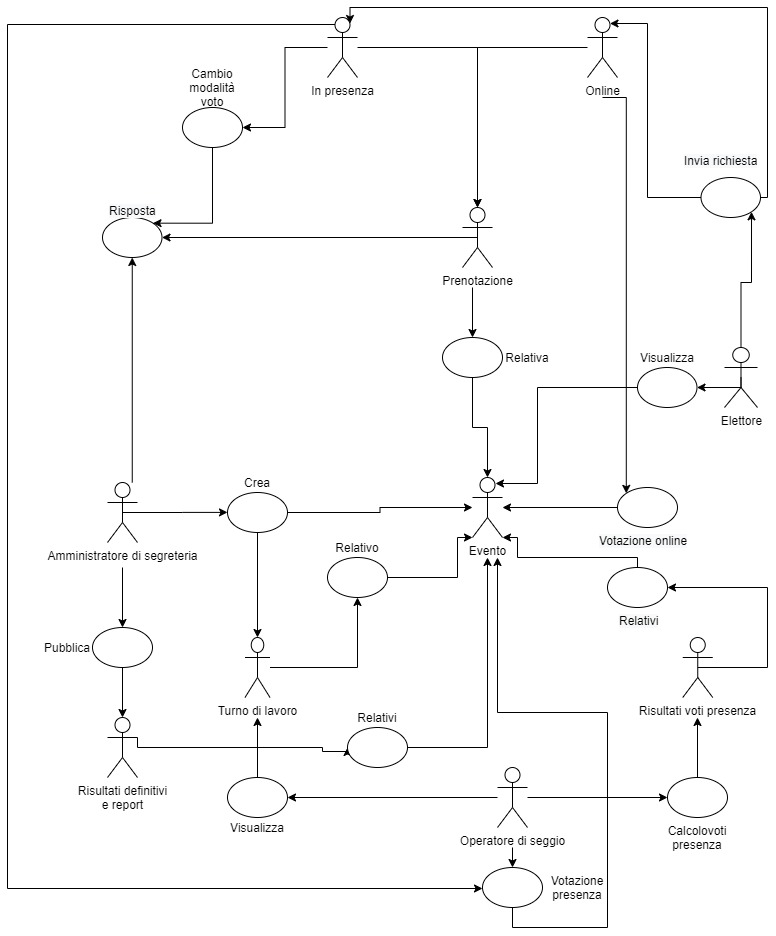 Cambio
modalità
voto
In presenza
Online
Invia richiesta
Risposta
Prenotazione
Relativa
Visualizza
Elettore
Crea
Amministratore di segreteria
Relativo
Evento
Votazione online
Relativi
Pubblica
Turno di lavoro
Relativi
Risultati voti presenza
Risultati definitivi
e report
Visualizza
Operatore di seggio
Calcolovoti
presenza
Votazione
presenza